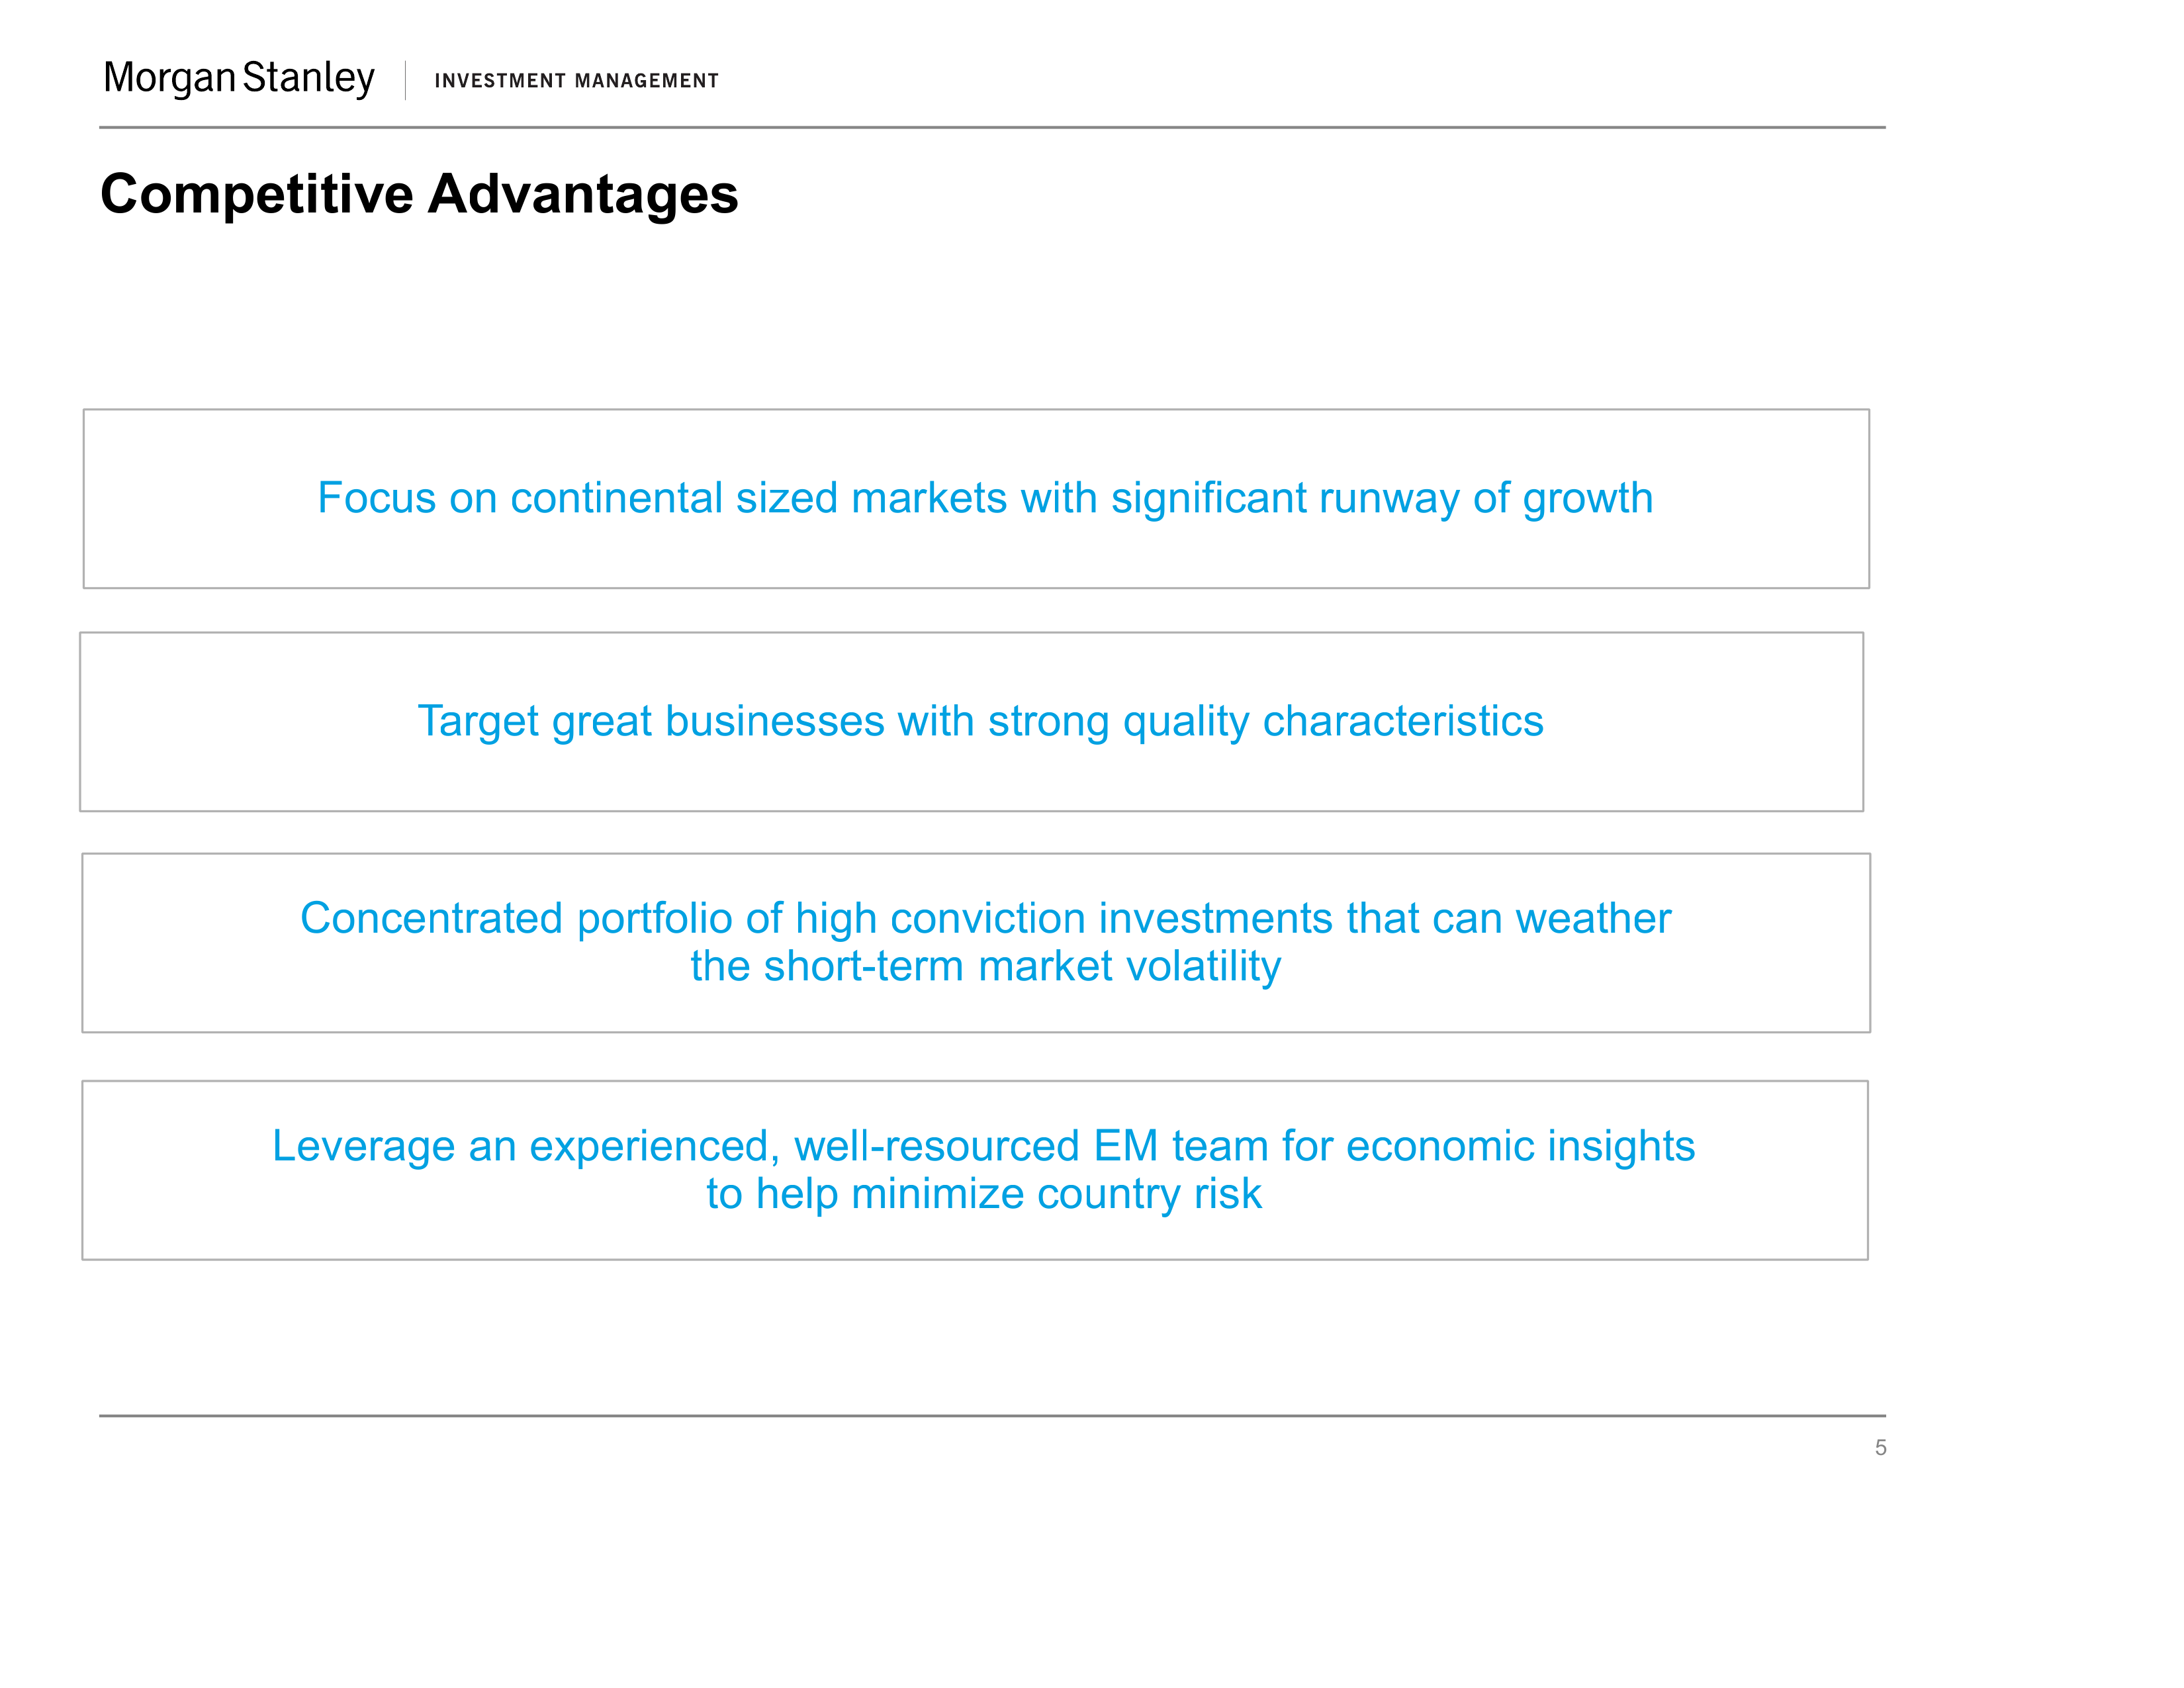 Morgan Stanley
INVESTMENT MANAGEMENT
Competitive Advantages
Focus on continental sized markets with significant runway of growth
Target great businesses with strong quality characteristics
Concentrated portfolio of high conviction investments that can weather
the short-term market volatility
Leverage an experienced, well-resourced EM team for economic insights
to help minimize country risk
5